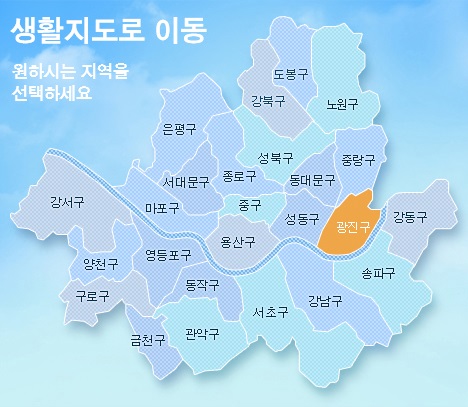 생활지도로 이동
원하시는 지역을
선택하세요
도봉구
강북구
노원구
은평구
성북구
중랑구
서대문구
종로구
동대문구
강서구
마포구
중구
성동구
광진구
강동구
용산구
양천구
영등포구
송파구
구로구
동작구
강남구
금천구
관악구
서초구